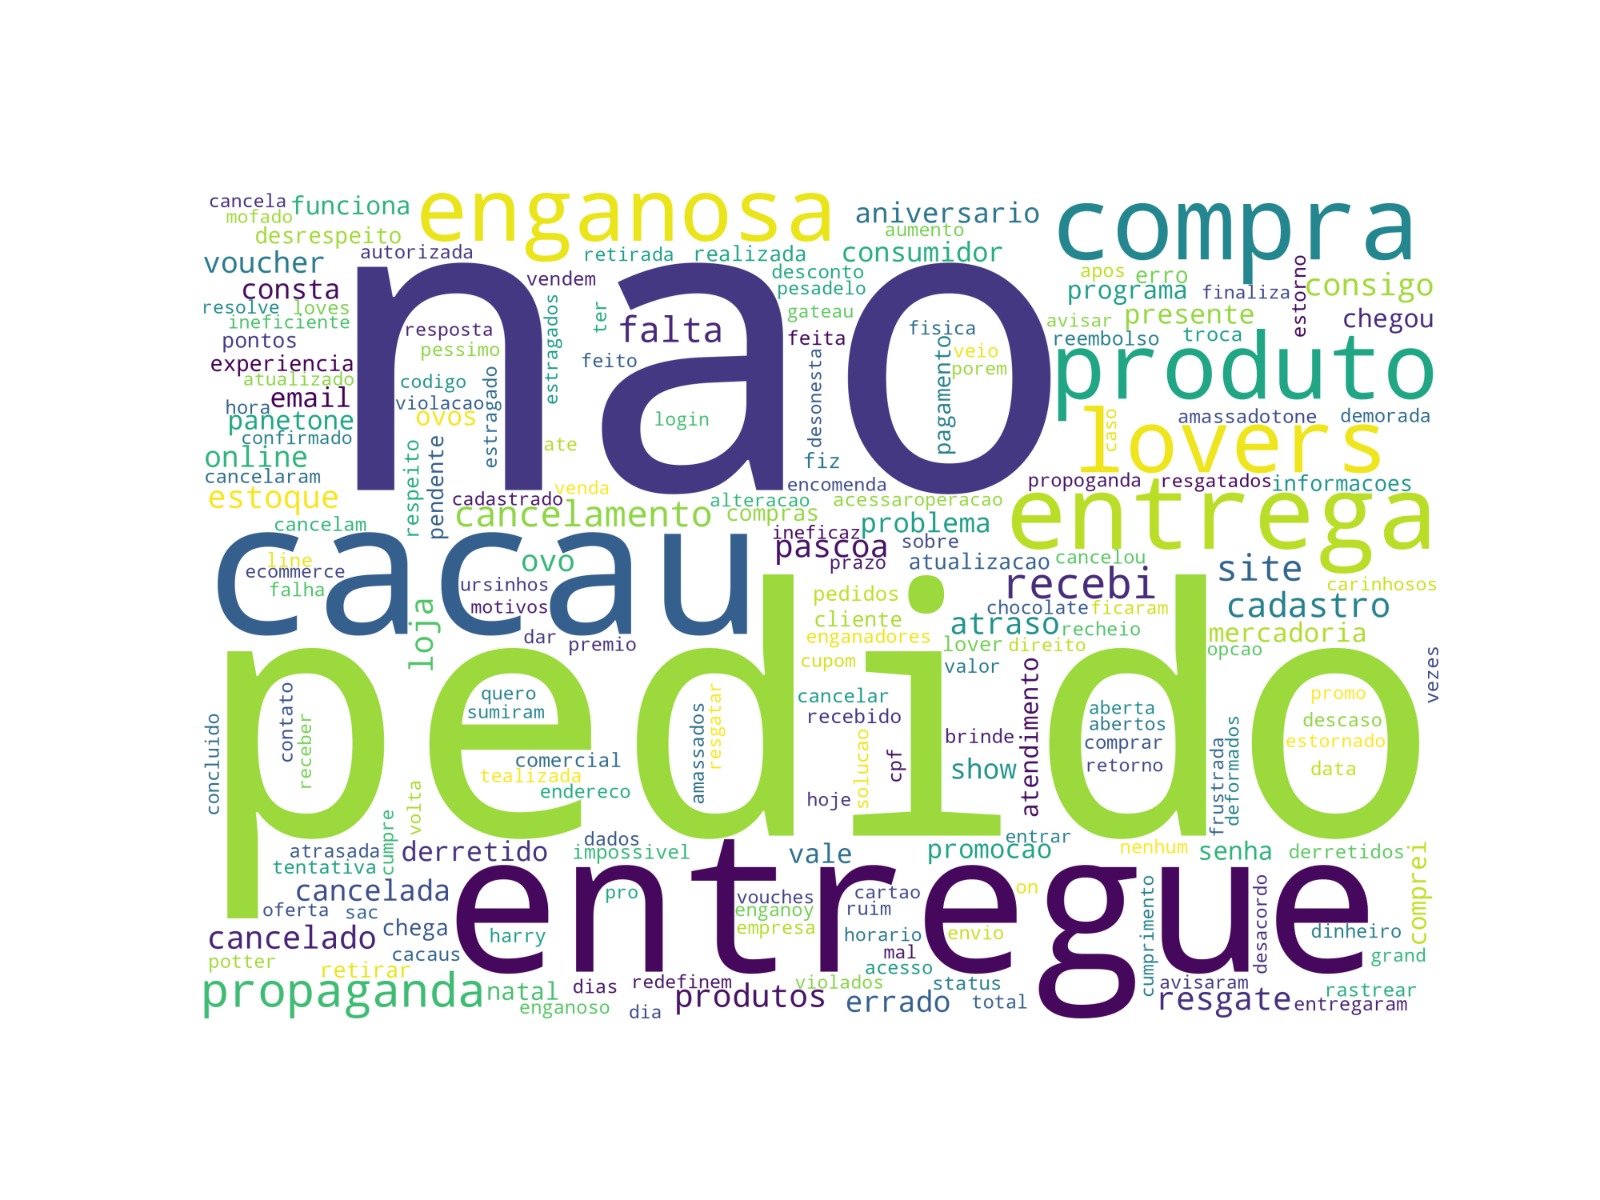 cancela
funciona
enganosa
aniversario
compra
mofado
desrespeito
autorizada
retirada
realizada
aumento
consumidor
voucher
consta
vendem
desconto
pesadelo
apos
erro
estorno
programa
finaliza
consigo
resolve
loves
ineficiente
pontos
experiencia
atualizado
hora
email
panetone
confirmado
online
cancelaram
estoque
nao
resposta
pessimo
codigo
violacao
ovos
estragado
estragados
ter
falta
feito
gateau
feita
fisica
veio
porem
pagamento
desonesta
login
ate
fiz
avisar
presente
chegou
reembolso
troca
produto
caso
amassadotone
demorada
lovers
respeito
pendente
cadastrado
venda
encomenda
propoganda
resgatados
informacoes
cancelam
cancelamento
alteracao
compras
acessaroperacao
problema
entrega
cacau
line
ecommerce
falha
ovo
ursinhos
motivos
dar
premio
loja
ineficaz
pascoa
prazo
sobre
atualizacao
cancelou
recebi
site
carinhosos
pedidos
cliente
enganadores
cupom
chocolate
ficaram
atraso
recheio
cadastro
lover
direito
mercadoria
opcao
valor
vezes
pedido
concluido
contato
receber
quero
sumiram
comercial
tealizada
endereco
amassados
resgatar
cancelar
recebido
solucao
cpf
brinde
show
hoje
atendimento
aberta
abertos
comprar
retorno
frustrada
deformados
promo
descaso
estornado
data
volta
cumpre
atrasada
tentativa
derretido
dados
impossivel
vale
entrar
promocao
nenhum
senha
derretidos
comprei
cancelada
oferta
sac
chega
entregue
pro
vouches
enganoy
empresa
cartao
ruim
on
horario
envio
mal
acesso
cumprimento
desacordo
dinheiro
grand
cancelado
potter
retirar
cacaus
harry
propaganda
natal
enganoso
dias
dia
redefinem
produtos
violados
errado
status
total
avisaram
resgate
rastrear
entregaram